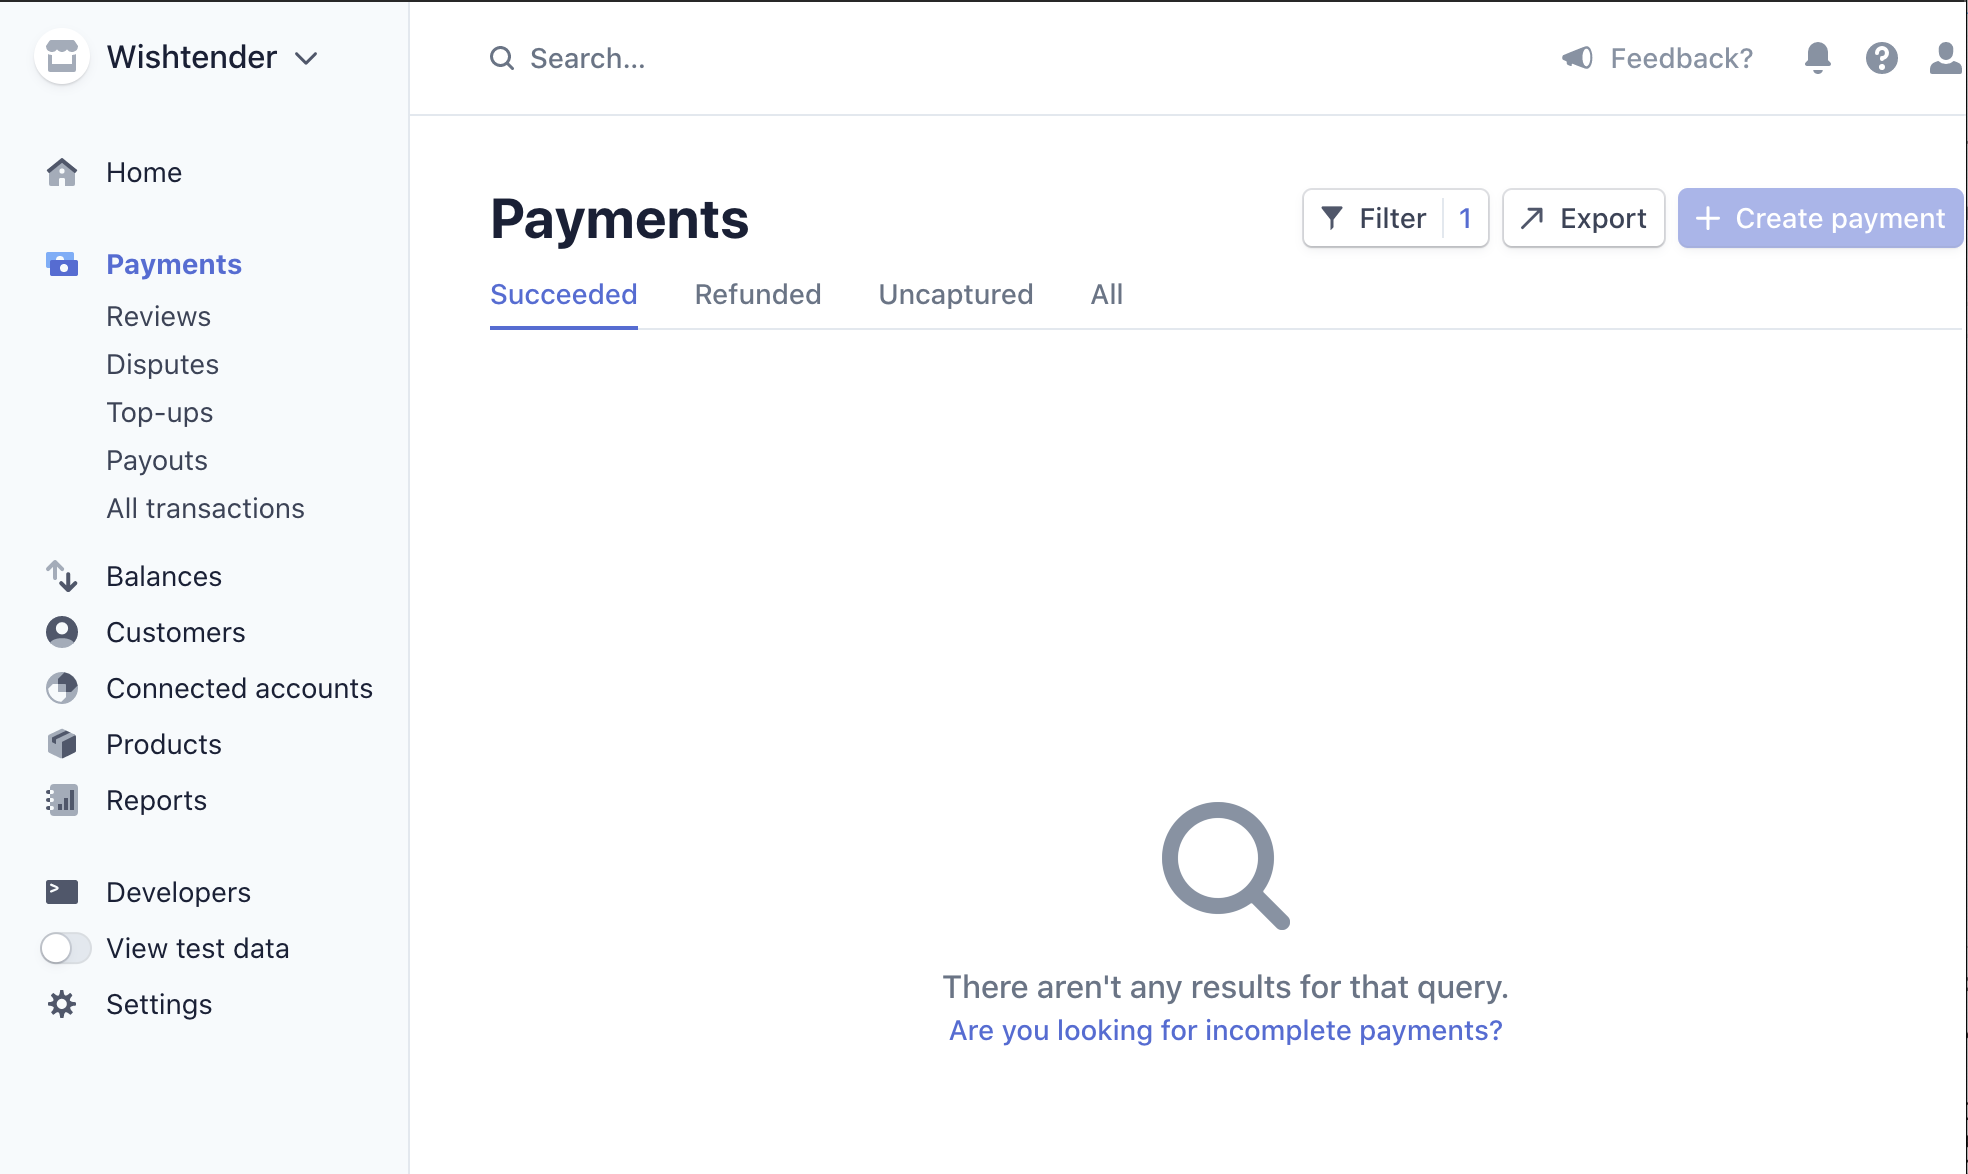 Wishtender
Search...
Feedback?
Home
Payments
Reviews
Disputes
Top-ups
Payouts
All transactions
Balances
Customers
Connected accounts
Products
Reports
Developers
View test data
Settings
Payments
Filter 1
Export
Create payment
Succeeded Refunded Uncaptured All
There aren't any results for that query.
Are you looking for incomplete payments?